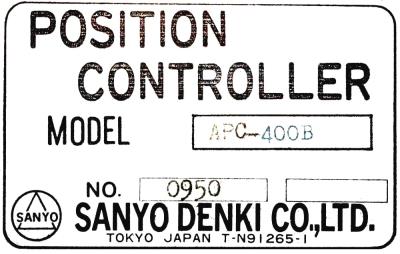 POSITION
CONTROLLER
MODEL APC-400B
NO. 0950
SANYO SANYO DENKI CO.,LTD.
TOKYO JAPAN T-N91265-1